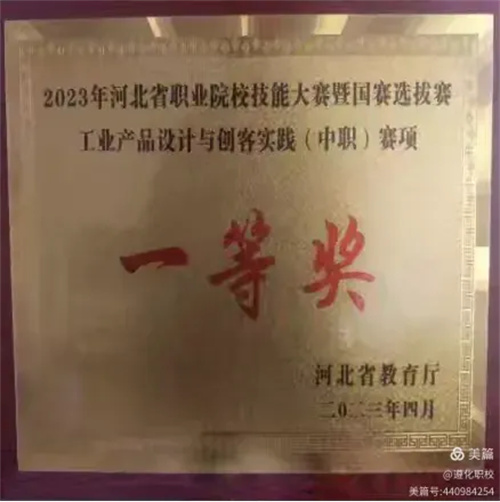 2023年河北省职业院校技能大赛暨国赛选拔赛
工业产品设计与创客实践（中职）赛项
一等奖
河北省教育厅
二〇二三年四月
美篇
@遵化职校
美篇号:440984254